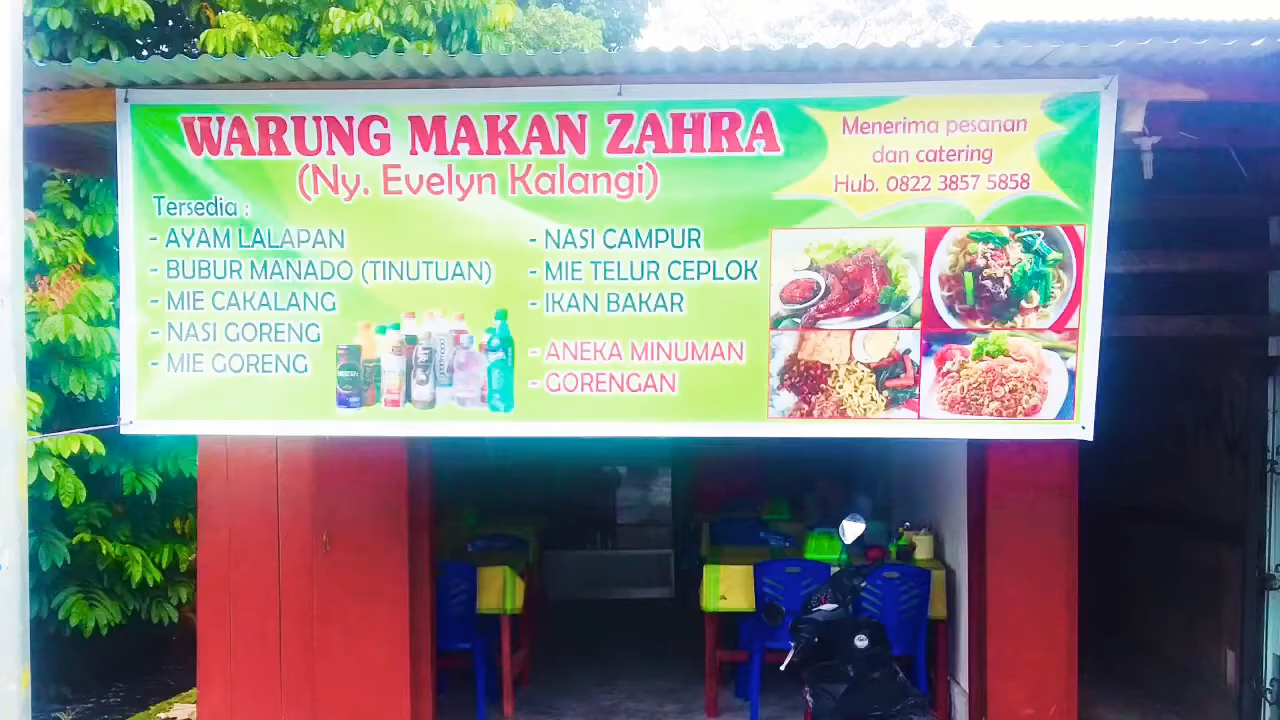 WARUNG MAKAN ZAHRA
(Ny. Evelyn Kalangi)
Menerima pesanan
dan catering
Hub. 0822 3857 5858
Tersedia :
- AYAM LALAPAN
- BUBUR MANADO (TINUTUAN)
- MIE CAKALANG
- NASI GORENG
- MIE GORENG
- NASI CAMPUR
- MIE TELUR CEPLOK
- IKAN BAKAR
- ANEKA MINUMAN
- GORENGAN